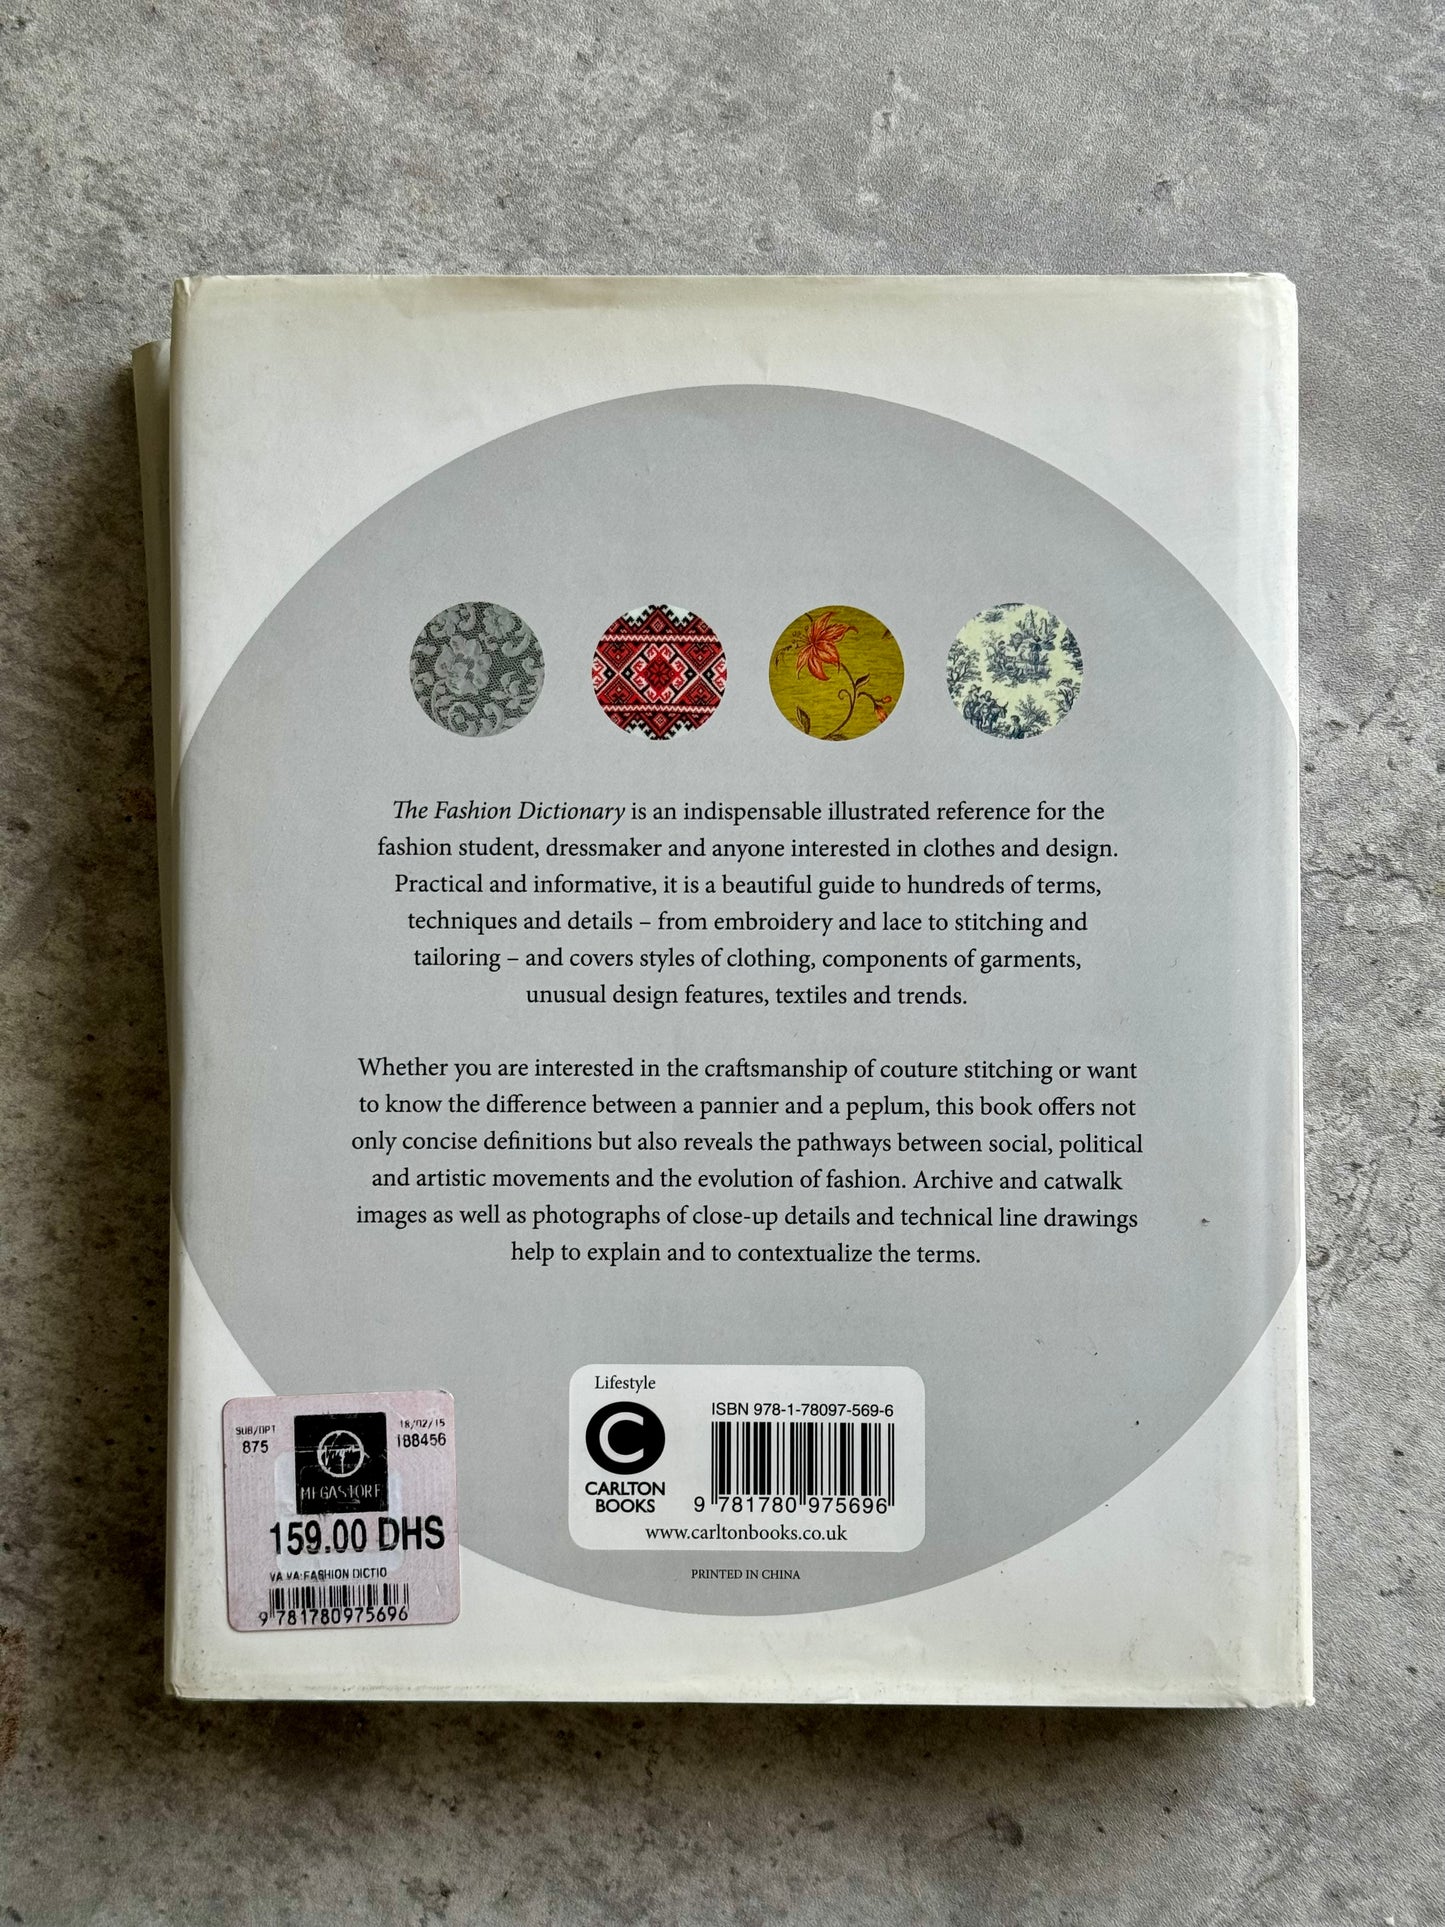 The Fashion Dictionary is an indispensable illustrated reference for the
fashion student, dressmaker and anyone interested in clothes and design.
Practical and informative, it is a beautiful guide to hundreds of terms,
techniques and details – from embroidery and lace to stitching and
tailoring – and covers styles of clothing, components of garments,
unusual design features, textiles and trends.
Whether you are interested in the craftsmanship of couture stitching or want
to know the difference between a pannier and a peplum, this book offers not
only concise definitions but also reveals the pathways between social, political
and artistic movements and the evolution of fashion. Archive and catwalk
images as well as photographs of close-up details and technical line drawings
help to explain and to contextualize the terms.
Lifestyle
ISBN 978-1-78097-569-6
C
CARLTON
BOOKS
9 781780 975696
www.carltonbooks.co.uk
PRINTED IN CHINA
SUB/DPT
875
18/02/15
188456
Virgin
MEGASTORE
159.00 DHS
VA VA:FASHION DICTIO
9 781780975696